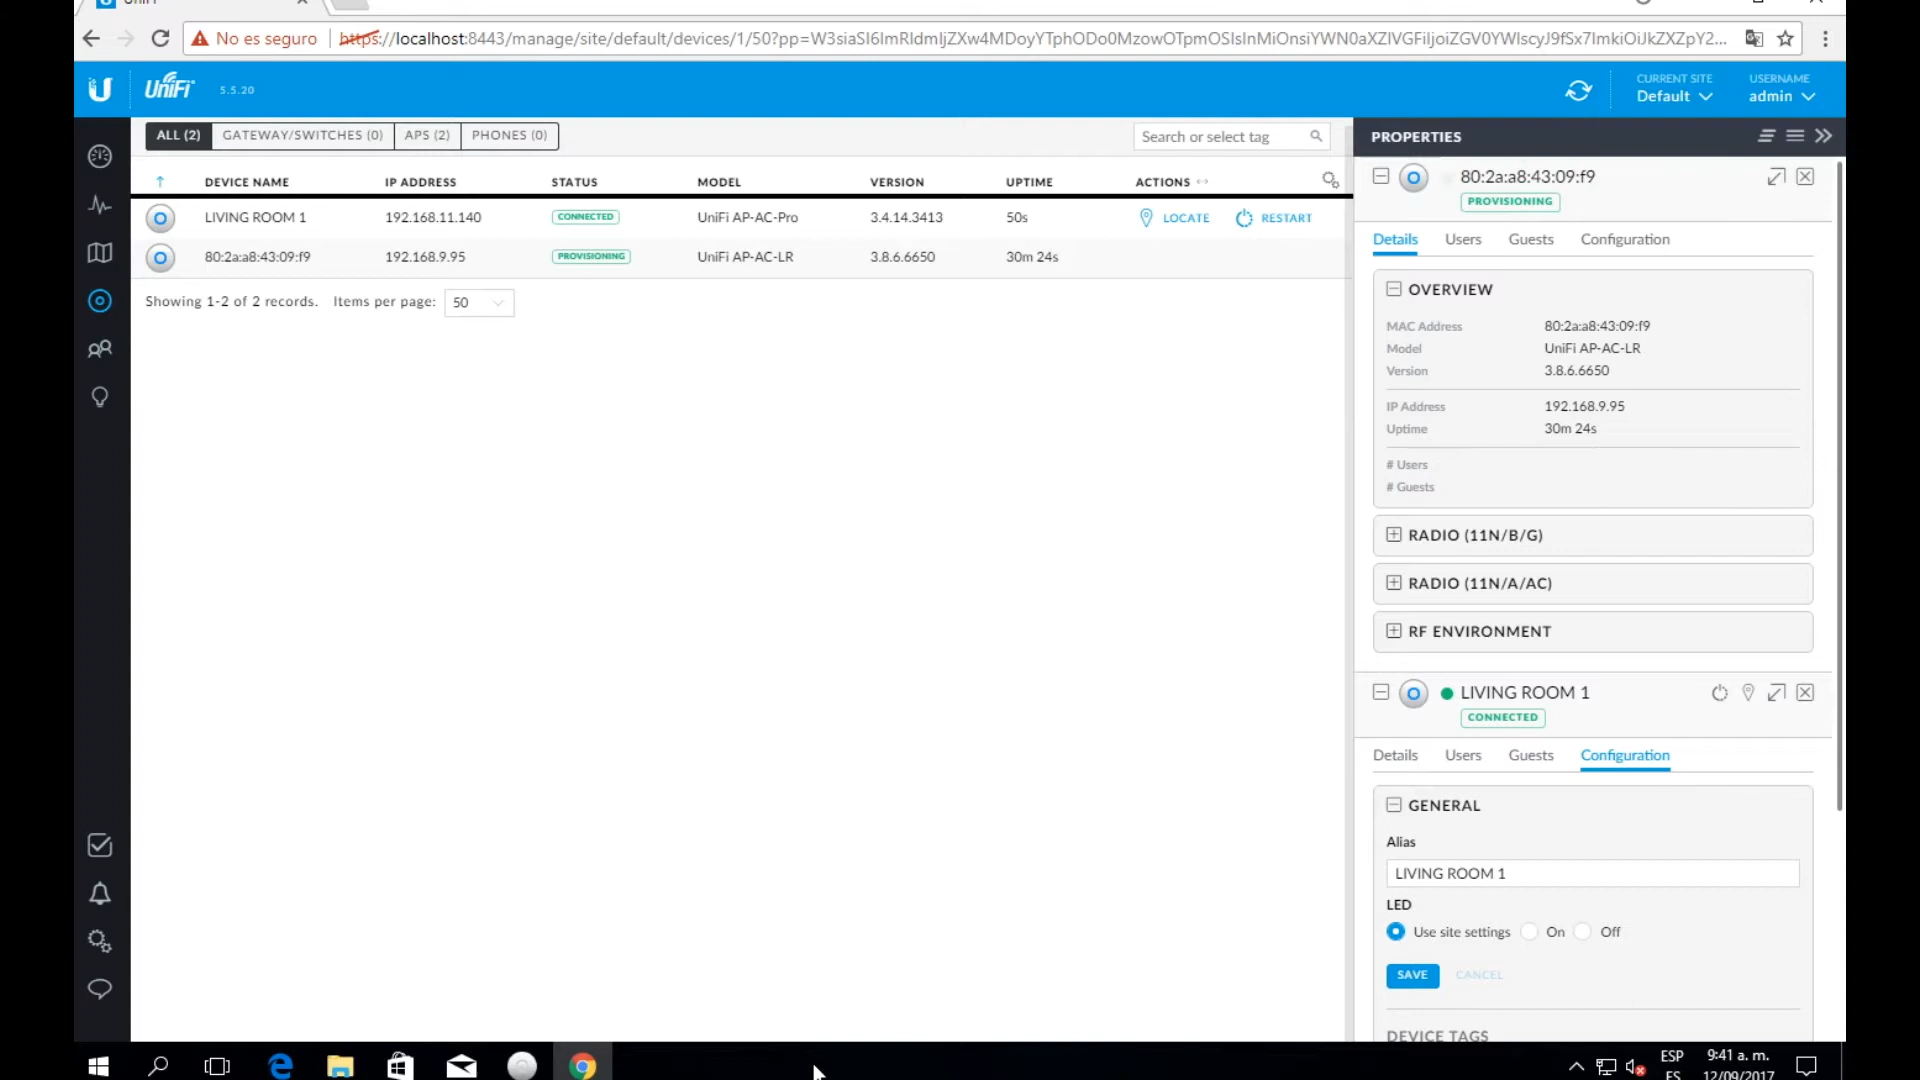 UniFi
No es seguro | https://localhost:8443/manage/site/default/devices/1/50?pp=
UniFi 5.5.20
CURRENT SITE
Default
USERNAME
admin
ALL (2) GATEWAY/SWITCHES (0) APS (2) PHONES (0)
Search or select tag
DEVICE NAME IP ADDRESS STATUS MODEL VERSION UPTIME ACTIONS
LIVING ROOM 1 192.168.11.140 CONNECTED UniFi AP-AC-Pro 3.4.14.3413 50s LOCATE RESTART
80:2a:a8:43:09:f9 192.168.9.95 PROVISIONING UniFi AP-AC-LR 3.8.6.6650 30m 24s
Showing 1-2 of 2 records. Items per page: 50
PROPERTIES
80:2a:a8:43:09:f9
PROVISIONING
Details Users Guests Configuration
OVERVIEW
MAC Address 80:2a:a8:43:09:f9
Model UniFi AP-AC-LR
Version 3.8.6.6650
IP Address 192.168.9.95
Uptime 30m 24s
# Users
# Guests
RADIO (11N/B/G)
RADIO (11N/A/AC)
RF ENVIRONMENT
LIVING ROOM 1
CONNECTED
Details Users Guests Configuration
GENERAL
Alias
LIVING ROOM 1
LED
Use site settings On Off
SAVE CANCEL
DEVICE TAGS
ESP
ES
9:41 a. m.
12/09/2017